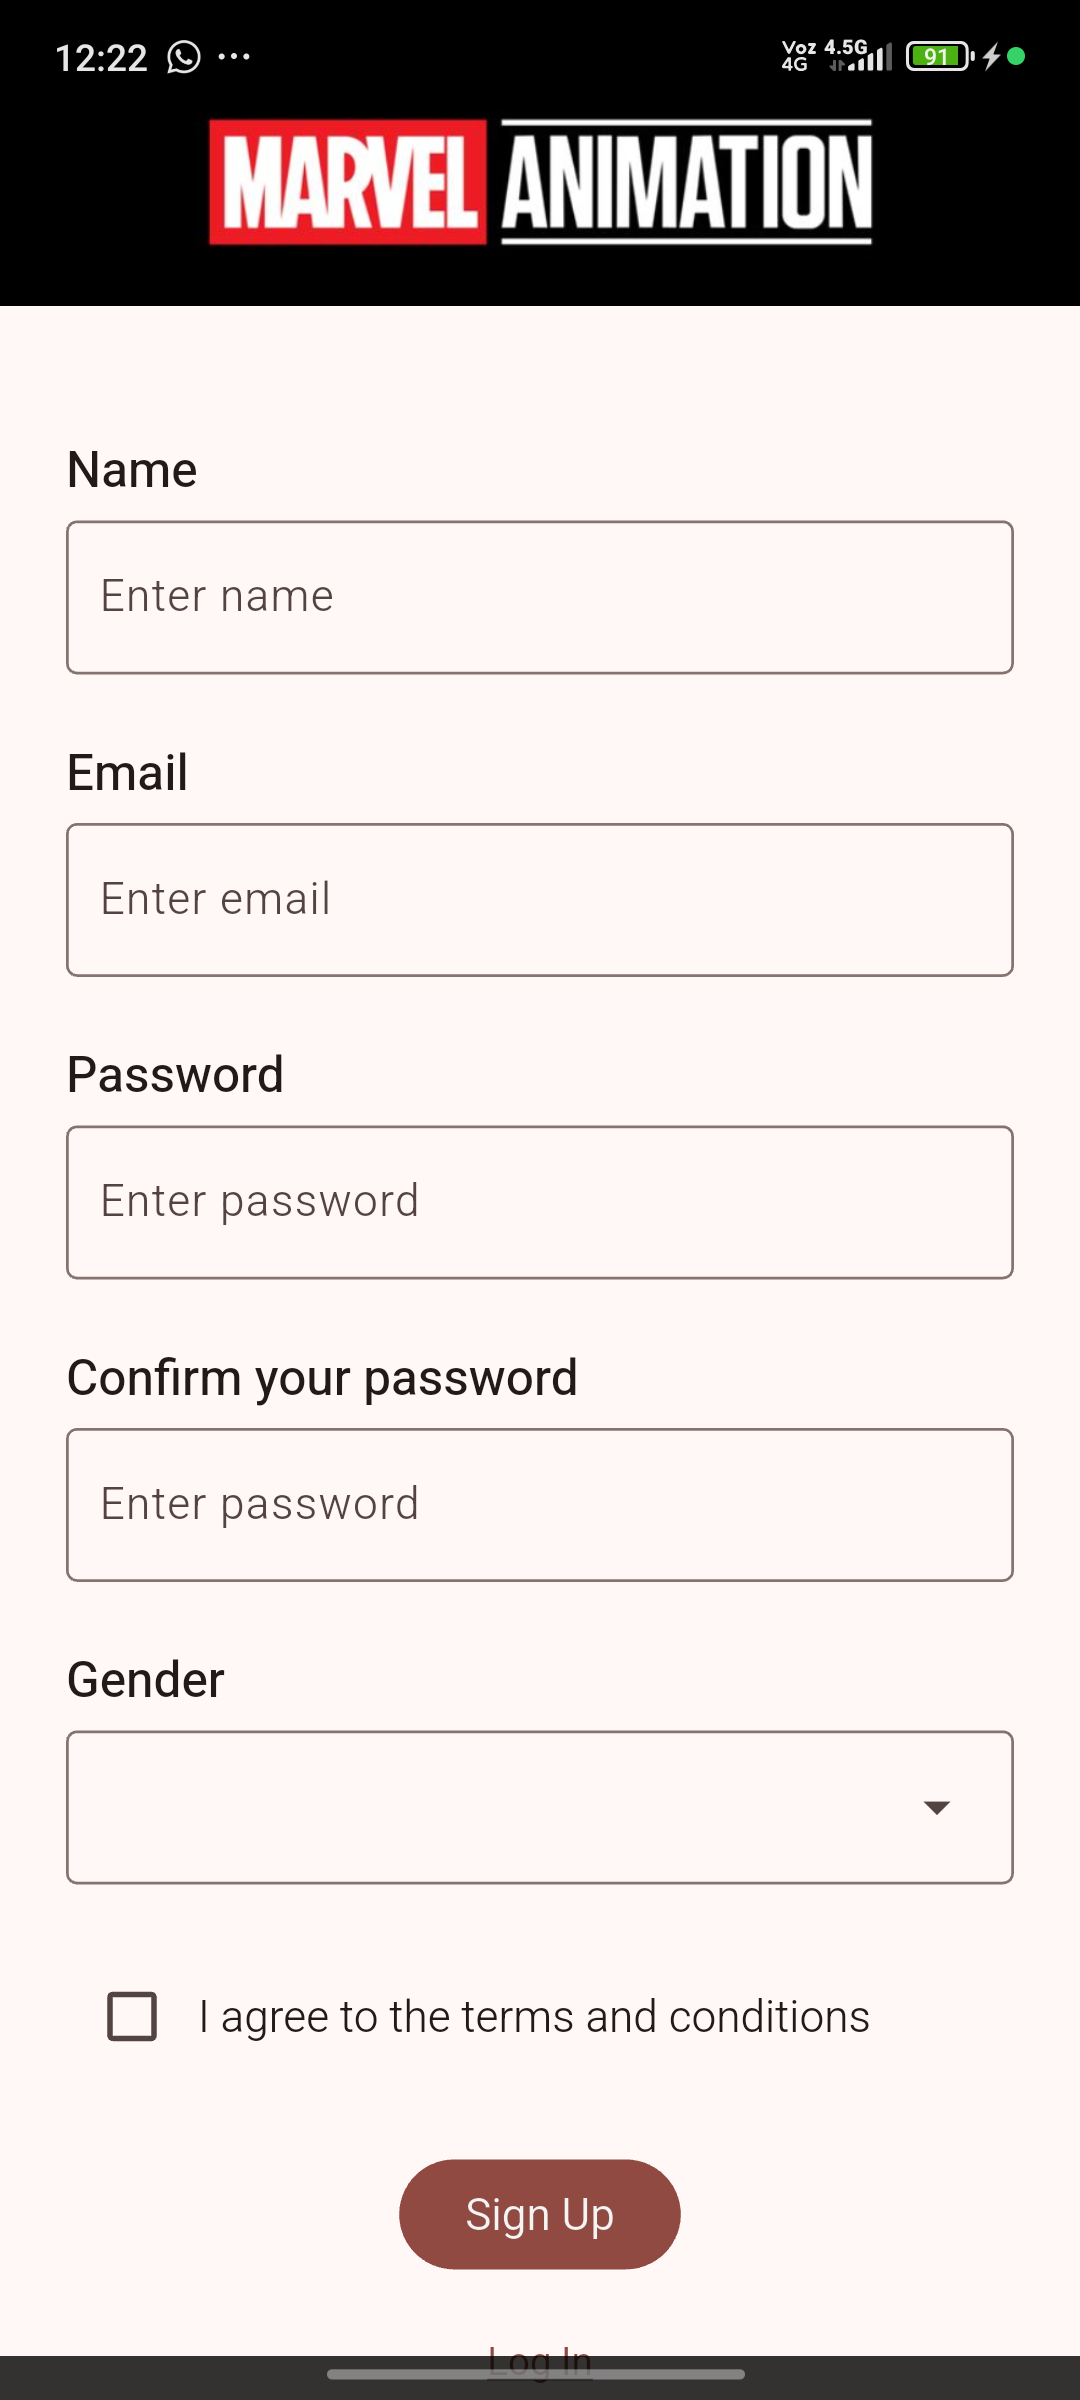 12:22
Voz 4.5G
4G
91
MARVEL ANIMATION
Name
Enter name
Email
Enter email
Password
Enter password
Confirm your password
Enter password
Gender
I agree to the terms and conditions
Sign Up
Log In